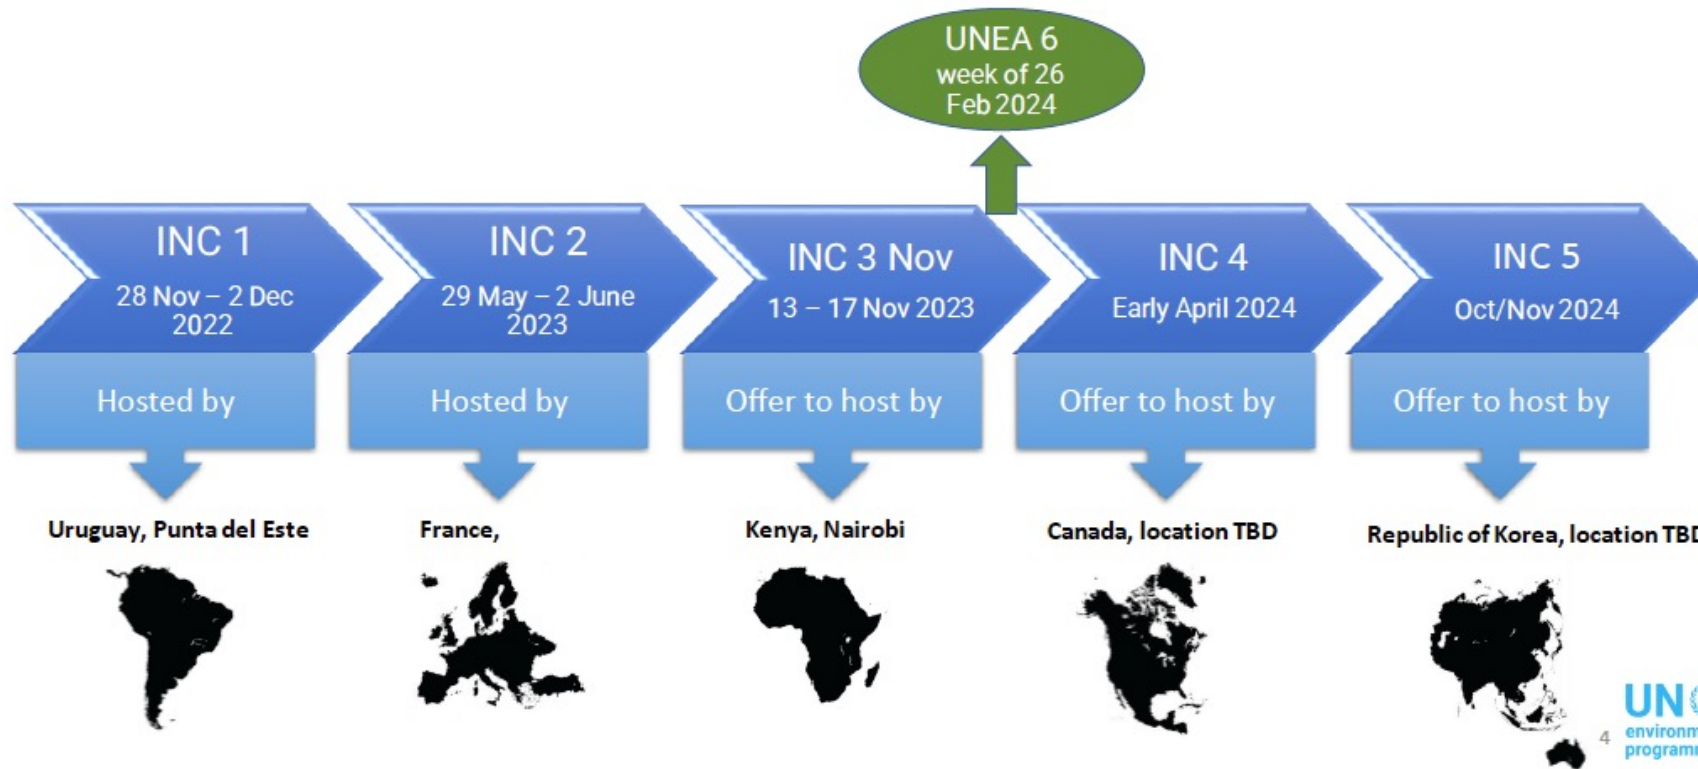 UNEA 6
week of 26
Feb 2024
INC 1
28 Nov – 2 Dec
2022
INC 2
29 May – 2 June
2023
INC 3 Nov
13 – 17 Nov 2023
INC 4
Early April 2024
INC 5
Oct/Nov 2024
Hosted by
Hosted by
Offer to host by
Offer to host by
Offer to host by
Uruguay, Punta del Este
France,
Kenya, Nairobi
Canada, location TBD
Republic of Korea, location TBD
4
UN
environm
programm